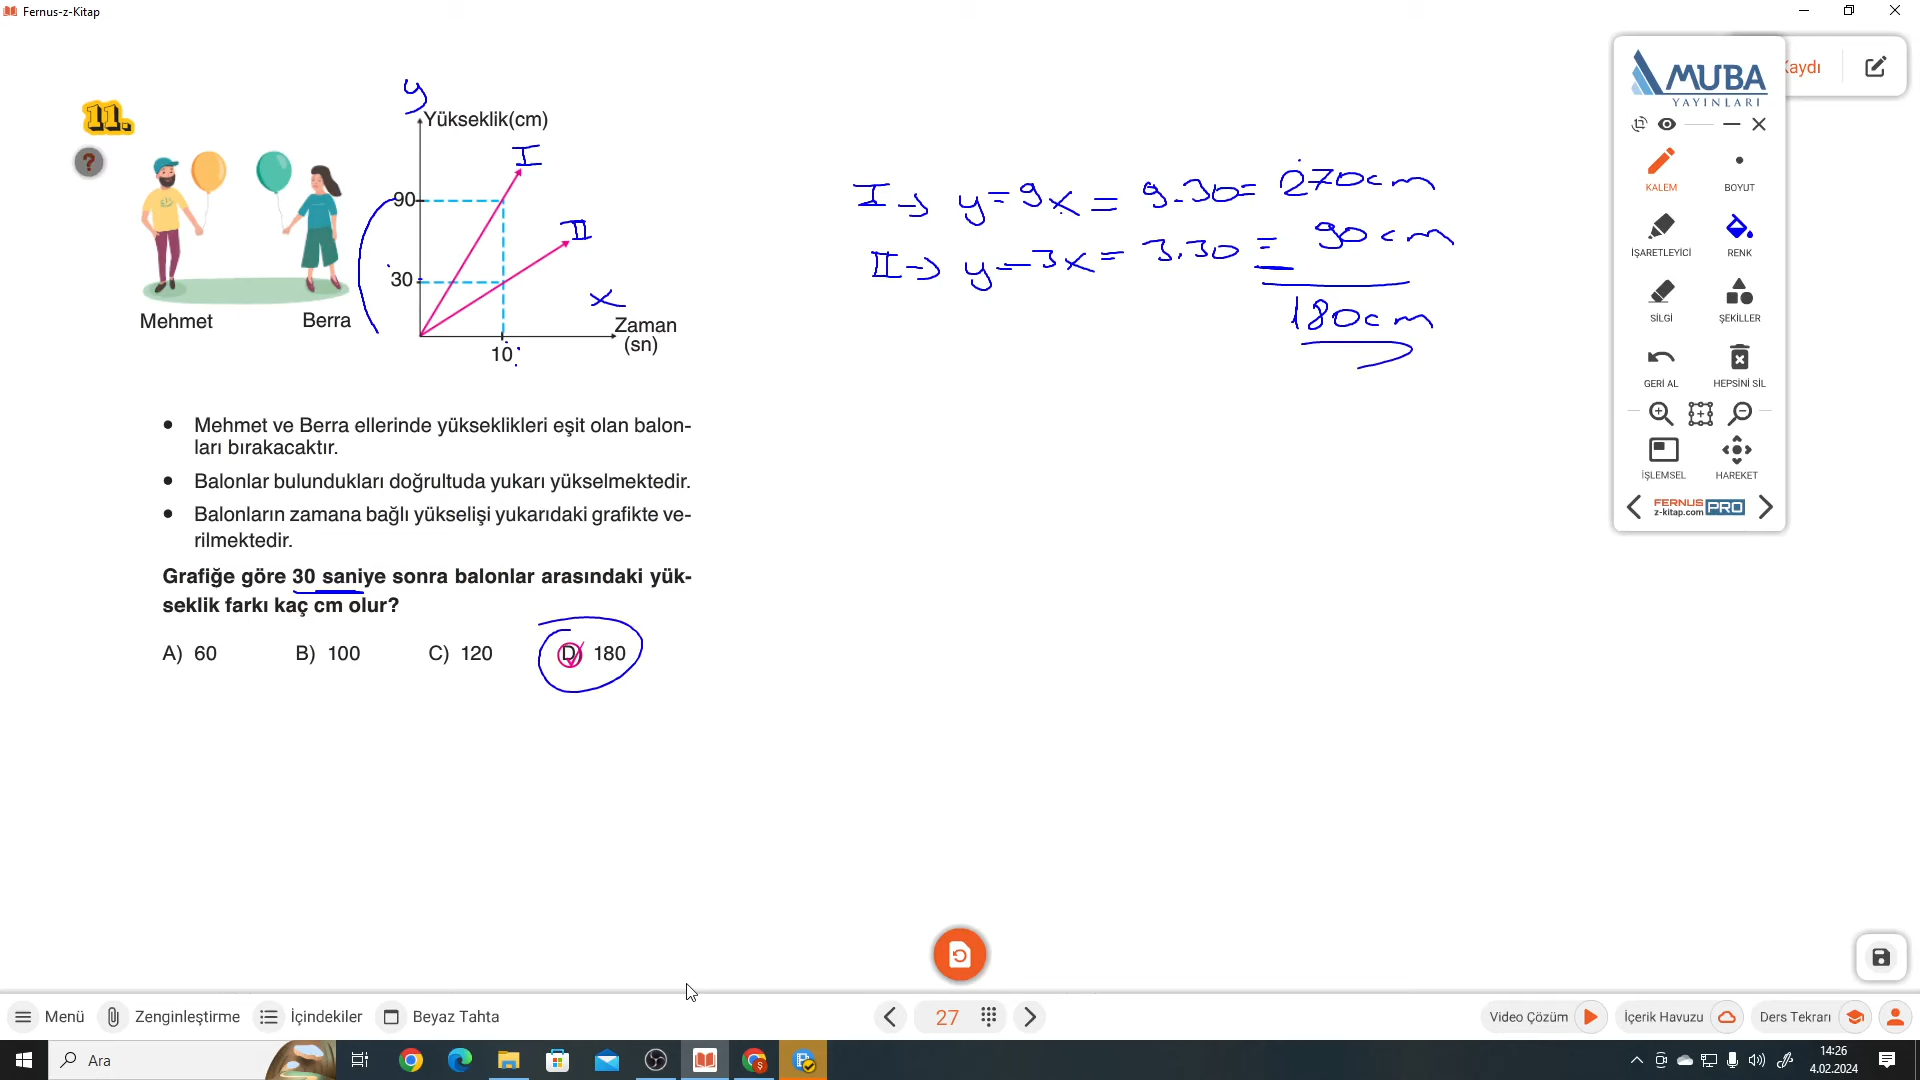 Fernus-z-Kitap
11.
?
y
Yükseklik(cm)
I
90
II
30
x
Zaman
(sn)
10
Mehmet
Berra
I → y = 9x = 9.30 = 270cm
II → y = 3x = 3.30 = 90cm
180cm
• Mehmet ve Berra ellerinde yükseklikleri eşit olan balon-
ları bırakacaktır.
• Balonlar bulundukları doğrultuda yukarı yükselmektedir.
• Balonların zamana bağlı yükselişi yukarıdaki grafikte ve-
rilmektedir.
Grafiğe göre 30 saniye sonra balonlar arasındaki yük-
seklik farkı kaç cm olur?
A) 60 B) 100 C) 120 D) 180
MUBA
YAYINLARI
Kaydı
KALEM BOYUT
İŞARETLEYİCİ RENK
SİLGİ ŞEKİLLER
GERİ AL HEPSİNİ SİL
İŞLEMSEL HAREKET
FERNUS
z-kitap.com PRO
Menü Zenginleştirme İçindekiler Beyaz Tahta 27 Video Çözüm İçerik Havuzu Ders Tekrarı
Ara
14:26
4.02.2024